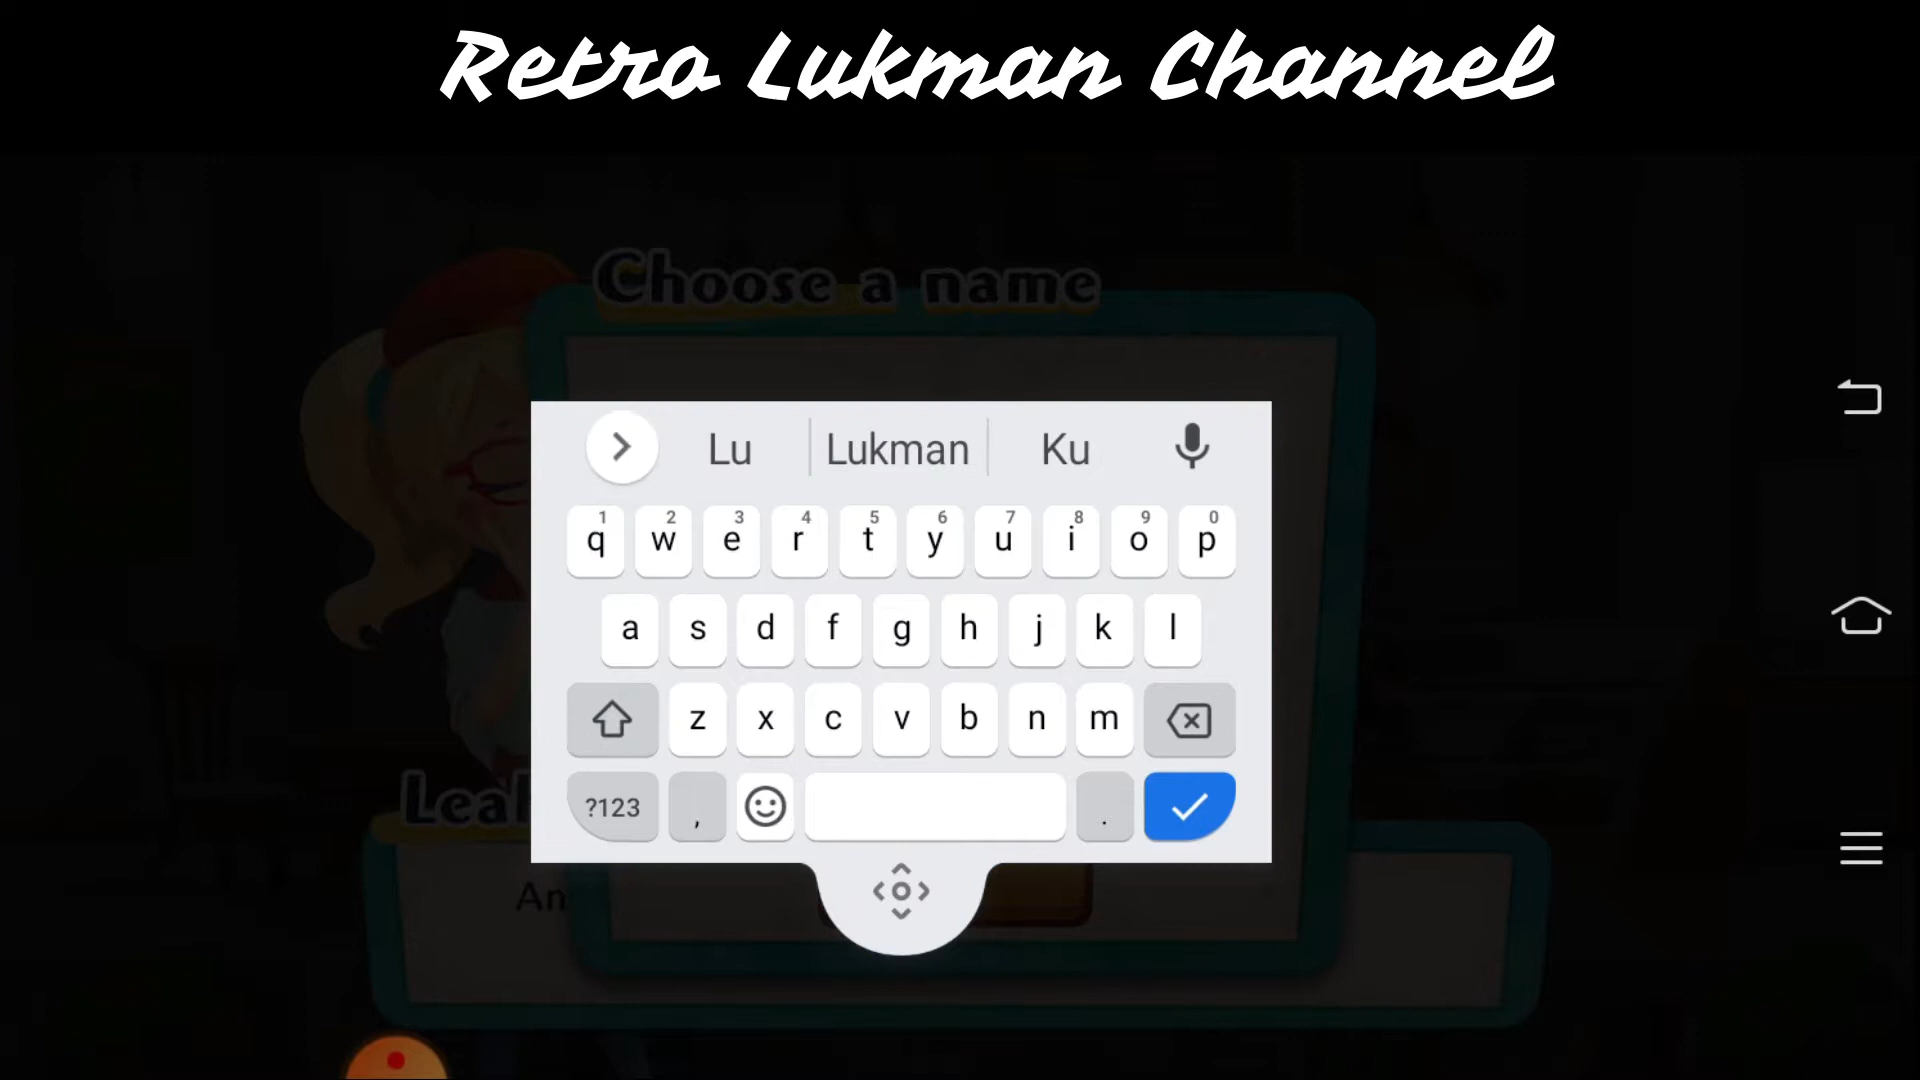 Retro Lukman Channel
Choose a name
Lu Lukman Ku
1 2 3 4 5 6 7 8 9 0
q w e r t y u i o p
a s d f g h j k l
z x c v b n m
?123 , .